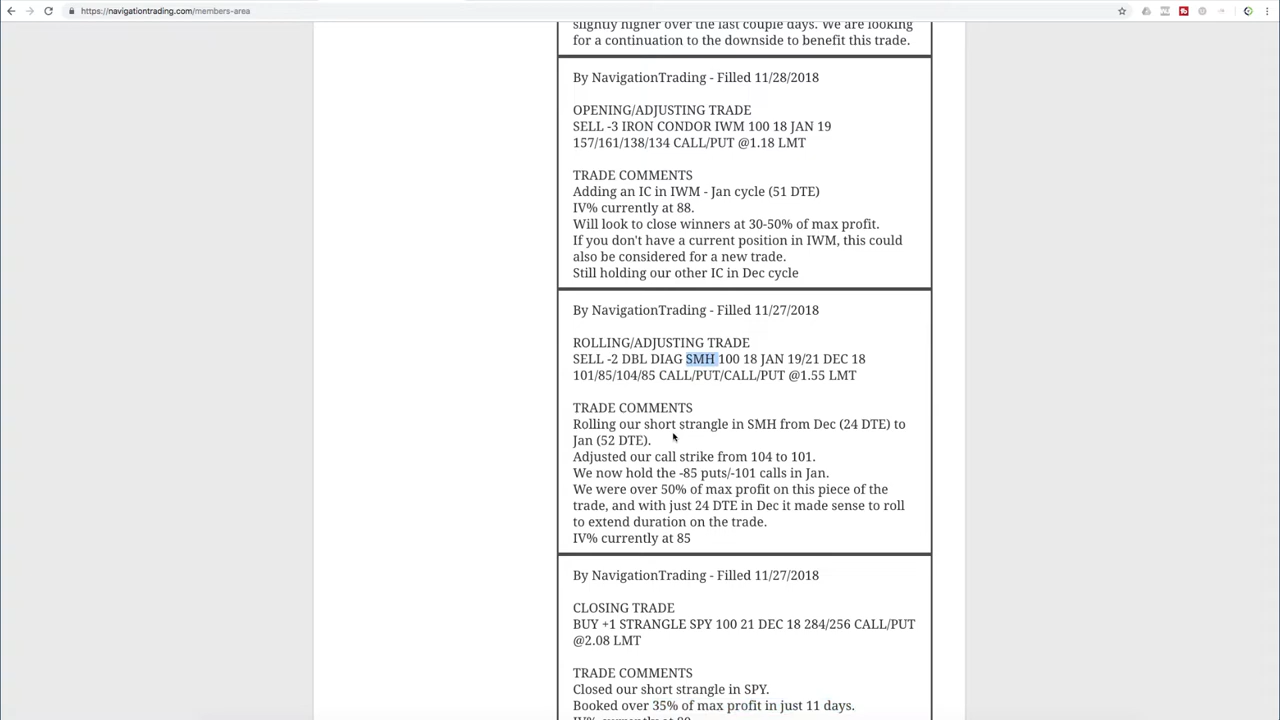 https://navigationtrading.com/members-area
slightly higher over the last couple days. We are looking
for a continuation to the downside to benefit this trade.
By NavigationTrading - Filled 11/28/2018
OPENING/ADJUSTING TRADE
SELL -3 IRON CONDOR IWM 100 18 JAN 19
157/161/138/134 CALL/PUT @1.18 LMT
TRADE COMMENTS
Adding an IC in IWM - Jan cycle (51 DTE)
IV% currently at 88.
Will look to close winners at 30-50% of max profit.
If you don't have a current position in IWM, this could
also be considered for a new trade.
Still holding our other IC in Dec cycle
By NavigationTrading - Filled 11/27/2018
ROLLING/ADJUSTING TRADE
SELL -2 DBL DIAG SMH 100 18 JAN 19/21 DEC 18
101/85/104/85 CALL/PUT/CALL/PUT @1.55 LMT
TRADE COMMENTS
Rolling our short strangle in SMH from Dec (24 DTE) to
Jan (52 DTE).
Adjusted our call strike from 104 to 101.
We now hold the -85 puts/-101 calls in Jan.
We were over 50% of max profit on this piece of the
trade, and with just 24 DTE in Dec it made sense to roll
to extend duration on the trade.
IV% currently at 85
By NavigationTrading - Filled 11/27/2018
CLOSING TRADE
BUY +1 STRANGLE SPY 100 21 DEC 18 284/256 CALL/PUT
@2.08 LMT
TRADE COMMENTS
Closed our short strangle in SPY.
Booked over 35% of max profit in just 11 days.
IV% currently at